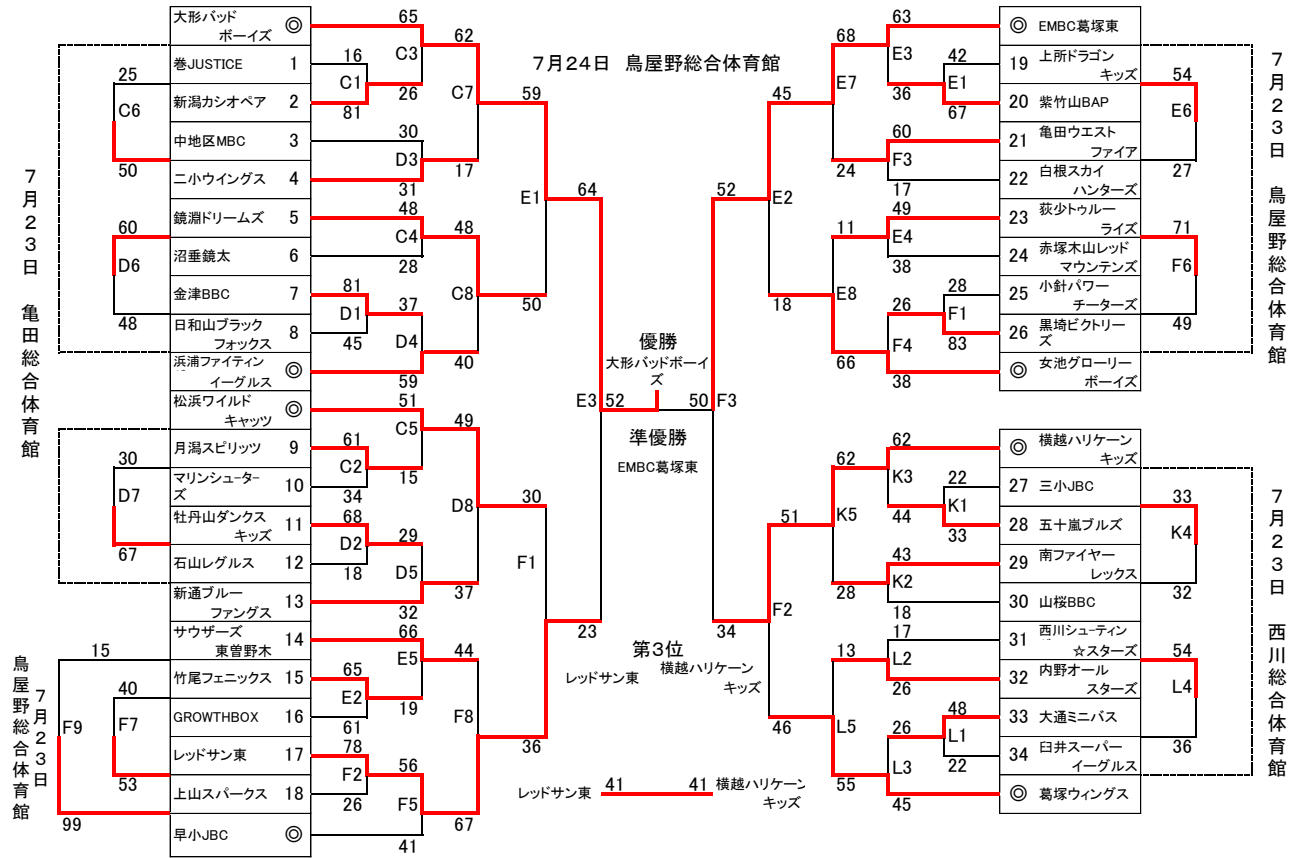 大形バッド
ボーイズ ◎
巻JUSTICE 1
新潟カシオペア 2
中地区MBC 3
二小ウイングス 4
鏡淵ドリームズ 5
沼垂鏡太 6
金津BBC 7
日和山ブラック
フォックス 8
浜浦ファイティン
イーグルス ◎
松浜ワイルド
キャッツ ◎
月潟スピリッツ 9
マリンシューター
ズ 10
牡丹山ダンクス
キッズ 11
石山レグルス 12
新通ブルー
ファングス 13
サウザーズ
東曽野木 14
竹尾フェニックス 15
GROWTHBOX 16
レッドサン東 17
上山スパークス 18
早小JBC ◎
7月23日 亀田総合体育館
7月23日
鳥屋野総合体育館
25
C6
50
60
D6
48
30
D7
67
15
F9
99
40
F7
53
65
16
C1
81
C3
26
30
D3
31
48
C4
28
81
D1
45
37
D4
59
51
61
C2
34
C5
15
68
D2
18
29
D5
32
66
E5
65
E2
61
19
78
F2
26
56
F5
41
62
C7
17
48
C8
40
49
D8
37
44
F8
67
59
E1
50
30
F1
36
64
E3
23
7月24日 鳥屋野総合体育館
優勝
大形バッドボーイ
ズ
52
50
準優勝
EMBC葛塚東
第3位
レッドサン東
横越ハリケーン
キッズ
レッドサン東 41 41 横越ハリケーン
キッズ
52
F3
34
45
E2
18
51
F2
46
68
E7
24
11
E8
66
62
K5
28
13
L5
55
63
E3
36
42
E1
67
60
F3
17
49
E4
38
28
F1
83
26
F4
38
62
K3
44
22
K1
33
43
K2
18
17
L2
26
48
L1
22
26
L3
45
◎ EMBC葛塚東
19 上所ドラゴン
キッズ
20 紫竹山BAP
21 亀田ウエスト
ファイア
22 白根スカイ
ハンターズ
23 荻少トゥルー
ライズ
24 赤塚木山レッド
マウンテンズ
25 小針パワー
チーターズ
26 黒埼ビクトリー
ズ
◎ 女池グローリー
ボーイズ
◎ 横越ハリケーン
キッズ
27 三小JBC
28 五十嵐ブルズ
29 南ファイヤー
レックス
30 山桜BBC
31 西川シューティン
☆スターズ
32 内野オール
スターズ
33 大通ミニバス
34 臼井スーパー
イーグルス
◎ 葛塚ウィングス
54
E6
27
71
F6
49
33
K4
32
54
L4
36
7月23日 鳥屋野総合体育館
7月23日 西川総合体育館